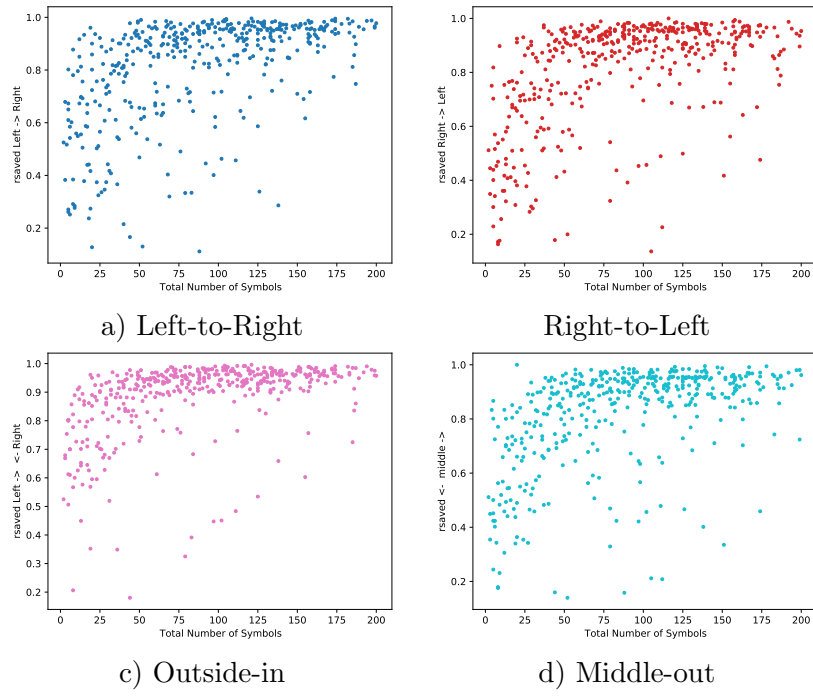 rsaved Left -> Right
1.0
0.8
0.6
0.4
0.2
0 25 50 75 100 125 150 175 200
Total Number of Symbols
a) Left-to-Right
rsaved Right -> Left
1.0
0.8
0.6
0.4
0.2
0 25 50 75 100 125 150 175 200
Total Number of Symbols
Right-to-Left
rsaved Left -> <- Right
1.0
0.9
0.8
0.7
0.6
0.5
0.4
0.3
0.2
0 25 50 75 100 125 150 175 200
Total Number of Symbols
c) Outside-in
rsaved <- middle ->
1.0
0.8
0.6
0.4
0.2
0 25 50 75 100 125 150 175 200
Total Number of Symbols
d) Middle-out